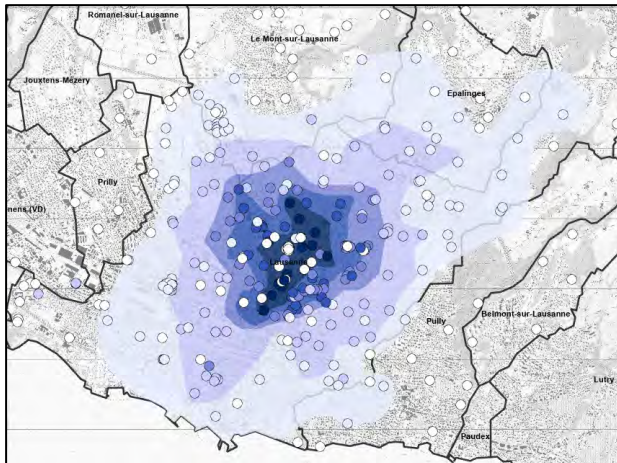 Romanel-sur-Lausanne
Le Mont-sur-Lausanne
Jouxtens-Mézery
Epalinges
Prilly
nens (VD)
Lausanne
Pully
Belmont-sur-Lausanne
Lutry
Paudex